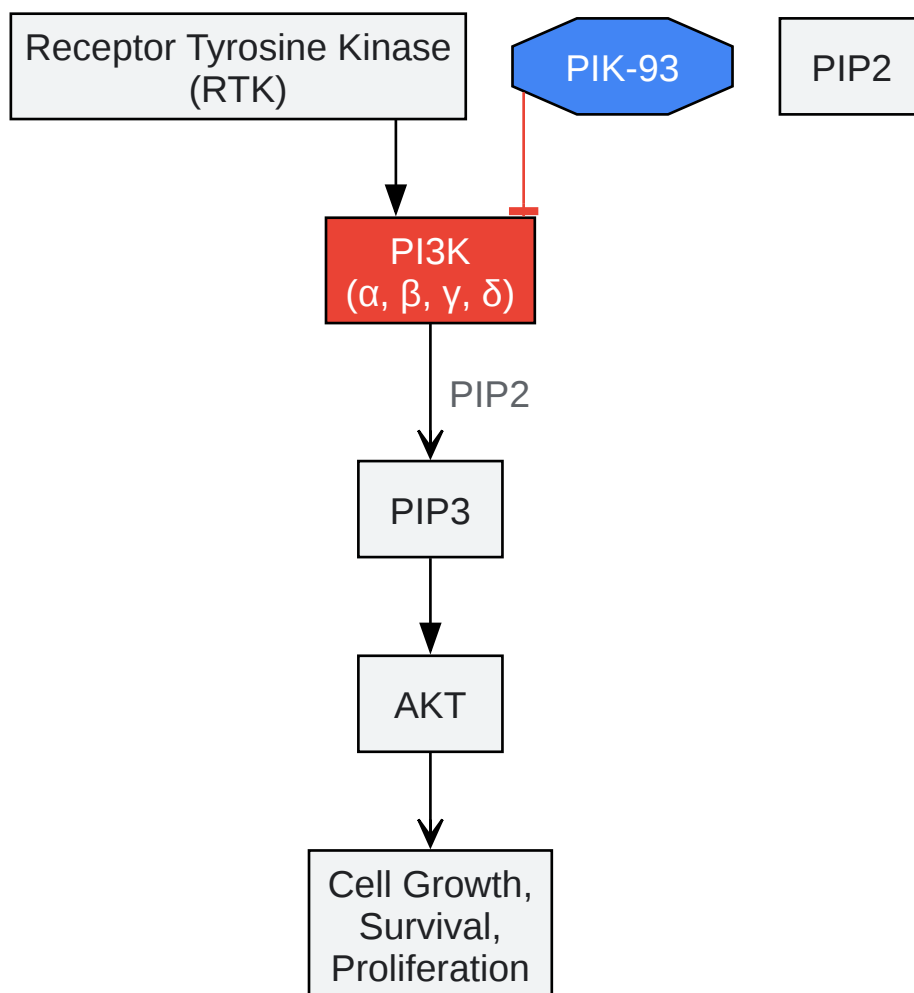 Receptor Tyrosine Kinase
(RTK)
PIK-93
PIP2
PI3K
(α, β, γ, δ)
PIP2
PIP3
AKT
Cell Growth,
Survival,
Proliferation